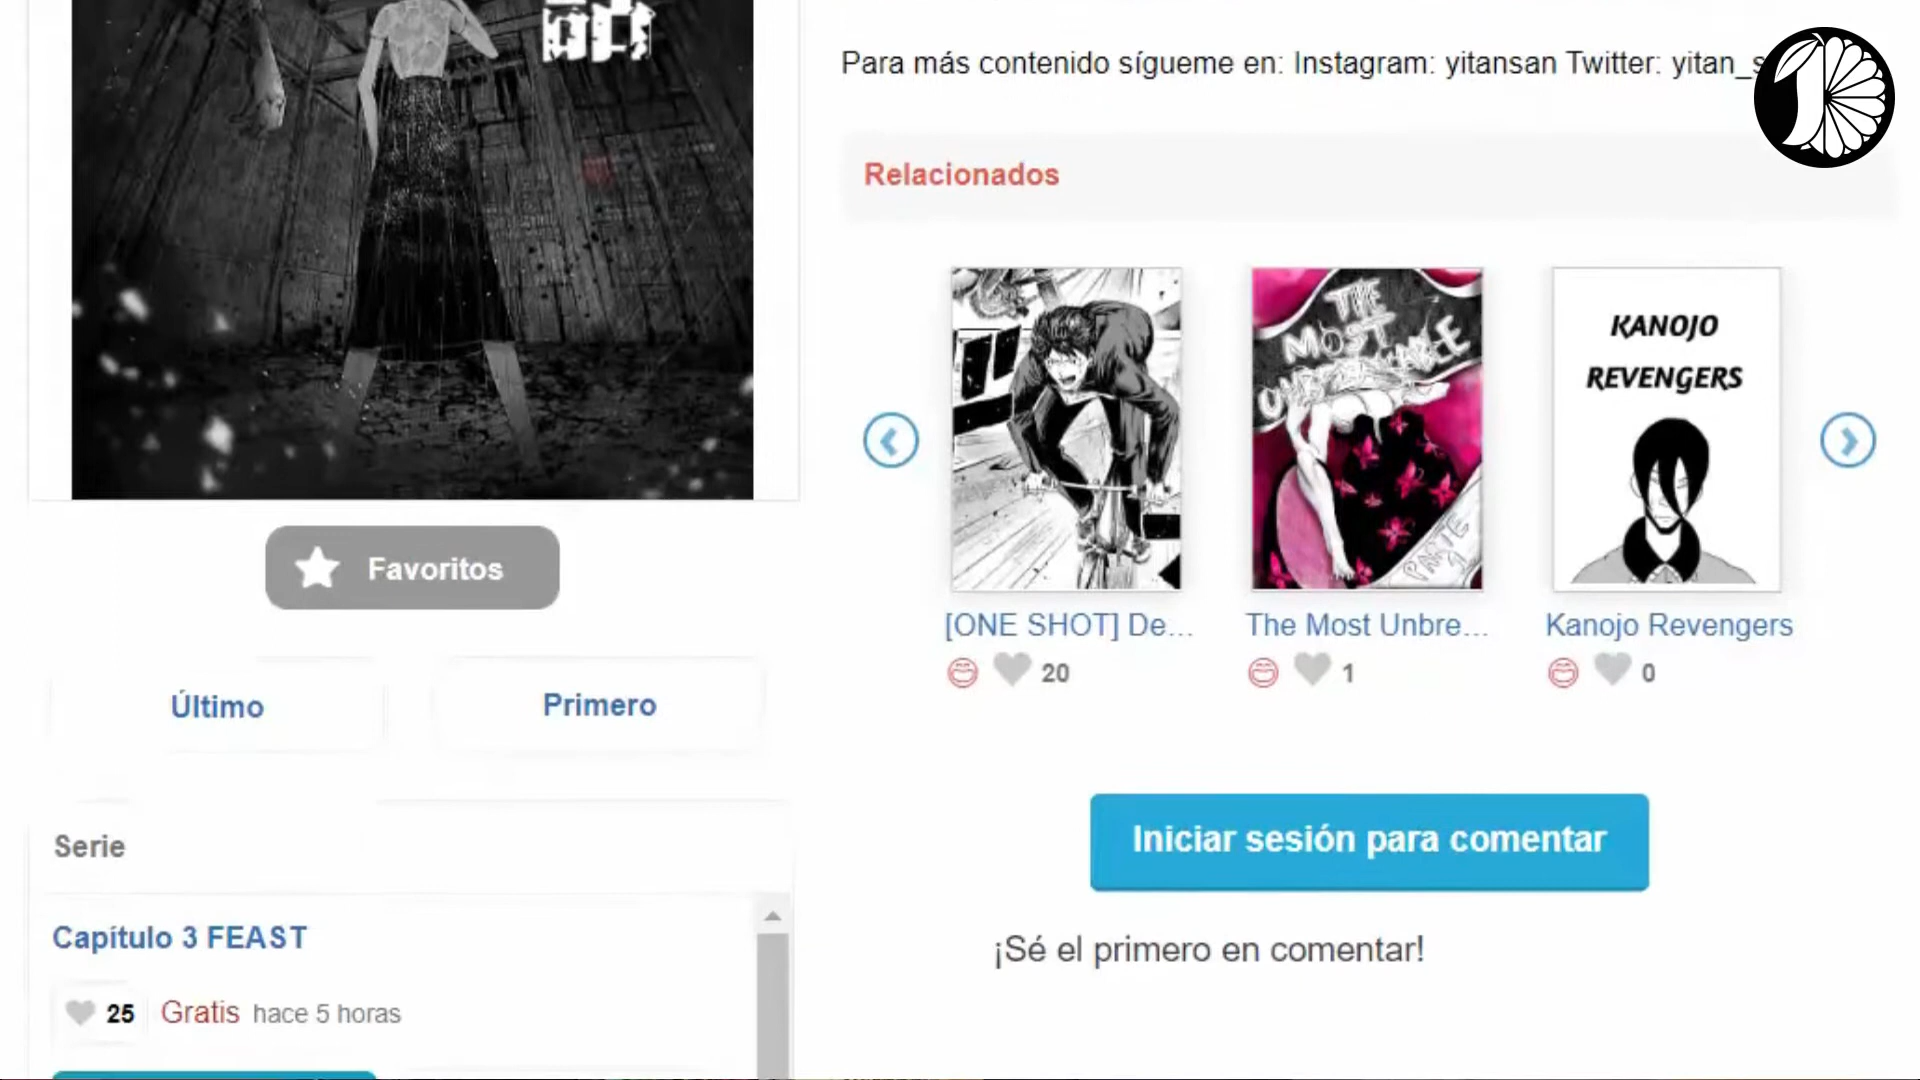 Para más contenido sígueme en: Instagram: yitansan Twitter:
Relacionados
THE
MOST
KANOJO
REVENGERS
PARTE
1
[ONE SHOT] De...
The Most Unbre...
Kanojo Revengers
20
1
0
Favoritos
Último
Primero
Iniciar sesión para comentar
Serie
Capítulo 3 FEAST
¡Sé el primero en comentar!
25 Gratis hace 5 horas